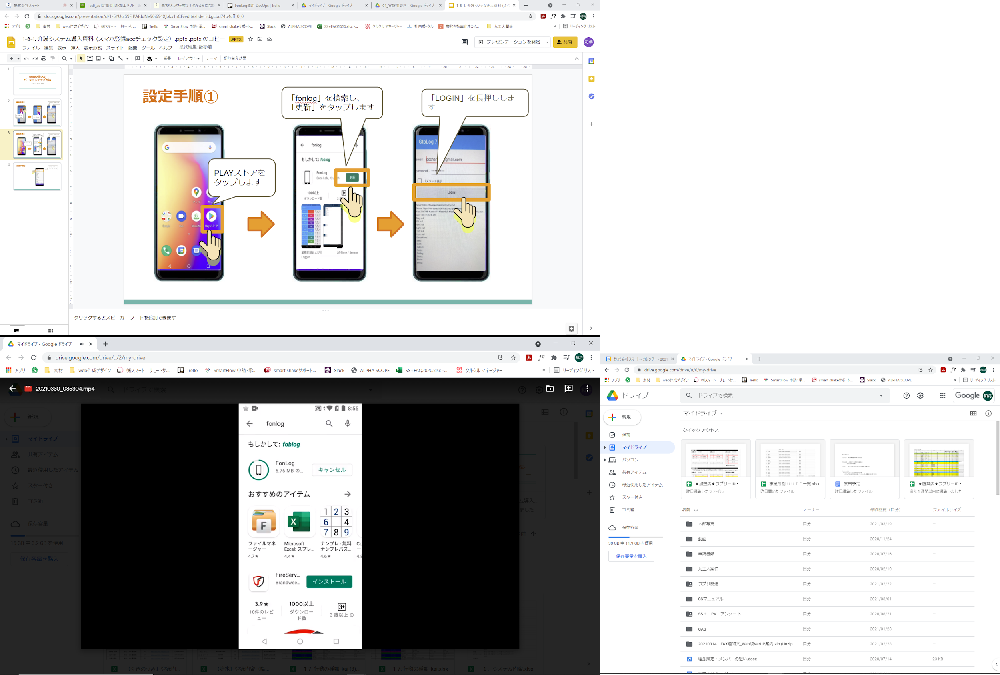 株式会社スマート
「pdf_as」定番のPDF加工ソフト -
赤ちゃんゾウを救え！ぬかるみにはま
FonLog運用 DevOps | Trello
マイドライブ - Google ドライブ
01_実験用資料 - Google ドライブ
1-8-1. 介護システム導入資料 (スマ
docs.google.com/presentation/d/1-5YUulS9FrPAfduNe96i694Xjbkx1nCF/edit#slide=id.gcbd74b4cff_0_0
アプリ 素材 web作成デザイン ㈱スマート リモートサ... Trello SmartFlow 申請・承... smart shakeサポート... Slack ALPHA SCOPE SS+FAQ2020.xlsx -... クルクル マネージャー 社内ポータル 業務を効率化するイ... 九工大関係 » リーディング リスト
1-8-1. 介護システム導入資料 (スマホ登録accチェック設定) .pptx .pptx のコピー .PPTX
プレゼンテーションを開始 共有 和将
ファイル 編集 表示 挿入 表示形式 スライド 配置 ツール ヘルプ 最終編集: 数秒前
背景 レイアウト テーマ 切り替え効果
1
fonlogの使い方
-バージョンアップ方法-
2
3
4
設定手順①
「fonlog」を検索し、
「更新」をタップします
「LOGIN」を長押ししま
す
PLAYストアを
タップします
マップ
Play ストア
fonlog
もしかして: foblog
FonLog
更新
100以上
ダウンロード数
3+
Logger
GtoLog 7
email :
gmail.com
password :
パスワード表示
LOGIN
クリックするとスピーカー ノートを追加できます
マイドライブ - Google ドライブ
drive.google.com/drive/u/2/my-drive
アプリ 素材 web作成デザイン ㈱スマート リモートサ... Trello SmartFlow 申請・承... smart shakeサポート... Slack ALPHA SCOPE SS+FAQ2020.xlsx -... クルクル マネージャー » リーディング リスト
20210330_085304.mp4
ドライブで検索
新規
マイドライブ
共有アイテム
最近使用したアイテム
スター付き
ゴミ箱
保存容量
15 GB 中 3.2 GB を使用
保存容量を購入
8:55
fonlog
もしかして: foblog
FonLog
5.76 MB の...
キャンセル
おすすめのアイテム
1 2 3
6 4
7 8 9
ファイルマネ
ージャー
4.7★
Microsoft
Excel: スプレ...
4.4★
ナンプレ - 無料
ナンプレパズ...
4.6★
FireServ...
Brandwee...
インストール
3.9★
10件のレビ
ュー
1000以上
ダウンロー
ド数
3+
3 歳以上
【くきのうみ】登録内...
1-7. 行動の種類_kai (3)...
1-7. 行動の種類_kai.xlsx
1. システム内容.xlsx
株式会社スマート - カレンダー - 202
マイドライブ - Google ドライブ
drive.google.com/drive/u/0/my-drive
アプリ 素材 web作成デザイン ㈱スマート リモートサ... Trello SmartFlow 申請・承... smart shakeサポート... Slack ALPHA SCOPE » リーディング リスト
ドライブ
ドライブで検索
Google 和将
新規
候補
マイドライブ
パソコン
共有アイテム
最近使用したアイテム
スター付き
ゴミ箱
保存容量
30 GB 中 11.9 GB を使用
保存容量を購入
マイドライブ
クイック アクセス
★加盟店★ラブリーID・...
昨日編集したファイル
事業所別 ＵＵＩＤ一覧.xlsx
昨日開いたファイル
原田予定
昨日編集したファイル
★直営店★ラブリーID・...
過去 1 週間以内に編集しました
名前 オーナー 最終閲覧（自分） ファイルサイズ
本部写真 自分 2021/03/19 —
動画 自分 2020/11/24 —
申請書類 自分 2020/07/16 —
九工大案件 自分 2020/02/10 —
ラブリ関連 自分 2021/02/22 —
SSマニュアル 自分 2021/03/01 —
SS＋ PV アンケート 自分 2020/08/21 —
GAS 自分 2021/01/28 —
20210314 FAX通知文_Web版VerUP案内.zip (Unzip... 自分 2021/02/23 —
理念策定・メンバーの想い.docx 自分 2020/07/14 23 KB